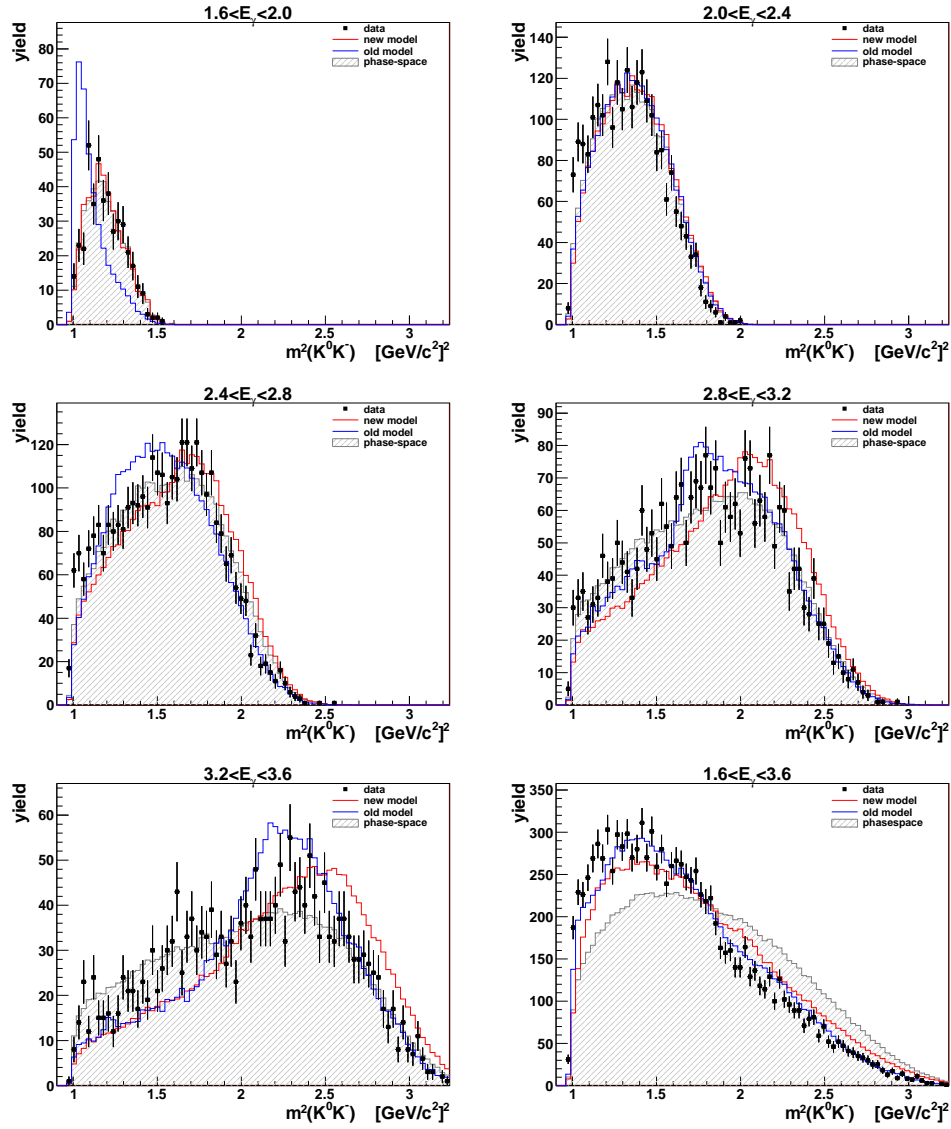 1.6<Eγ<2.0
yield
80
70
60
50
40
30
20
10
0
data
new model
old model
phase-space
1 1.5 2 2.5 3
m²(K⁰K⁻) [GeV/c²]²
2.0<Eγ<2.4
yield
140
120
100
80
60
40
20
0
data
new model
old model
phase-space
1 1.5 2 2.5 3
m²(K⁰K⁻) [GeV/c²]²
2.4<Eγ<2.8
yield
120
100
80
60
40
20
0
data
new model
old model
phase-space
1 1.5 2 2.5 3
m²(K⁰K⁻) [GeV/c²]²
2.8<Eγ<3.2
yield
90
80
70
60
50
40
30
20
10
0
data
new model
old model
phase-space
1 1.5 2 2.5 3
m²(K⁰K⁻) [GeV/c²]²
3.2<Eγ<3.6
yield
60
50
40
30
20
10
0
data
new model
old model
phase-space
1 1.5 2 2.5 3
m²(K⁰K⁻) [GeV/c²]²
1.6<Eγ<3.6
yield
350
300
250
200
150
100
50
0
data
new model
old model
phasespace
1 1.5 2 2.5 3
m²(K⁰K⁻) [GeV/c²]²